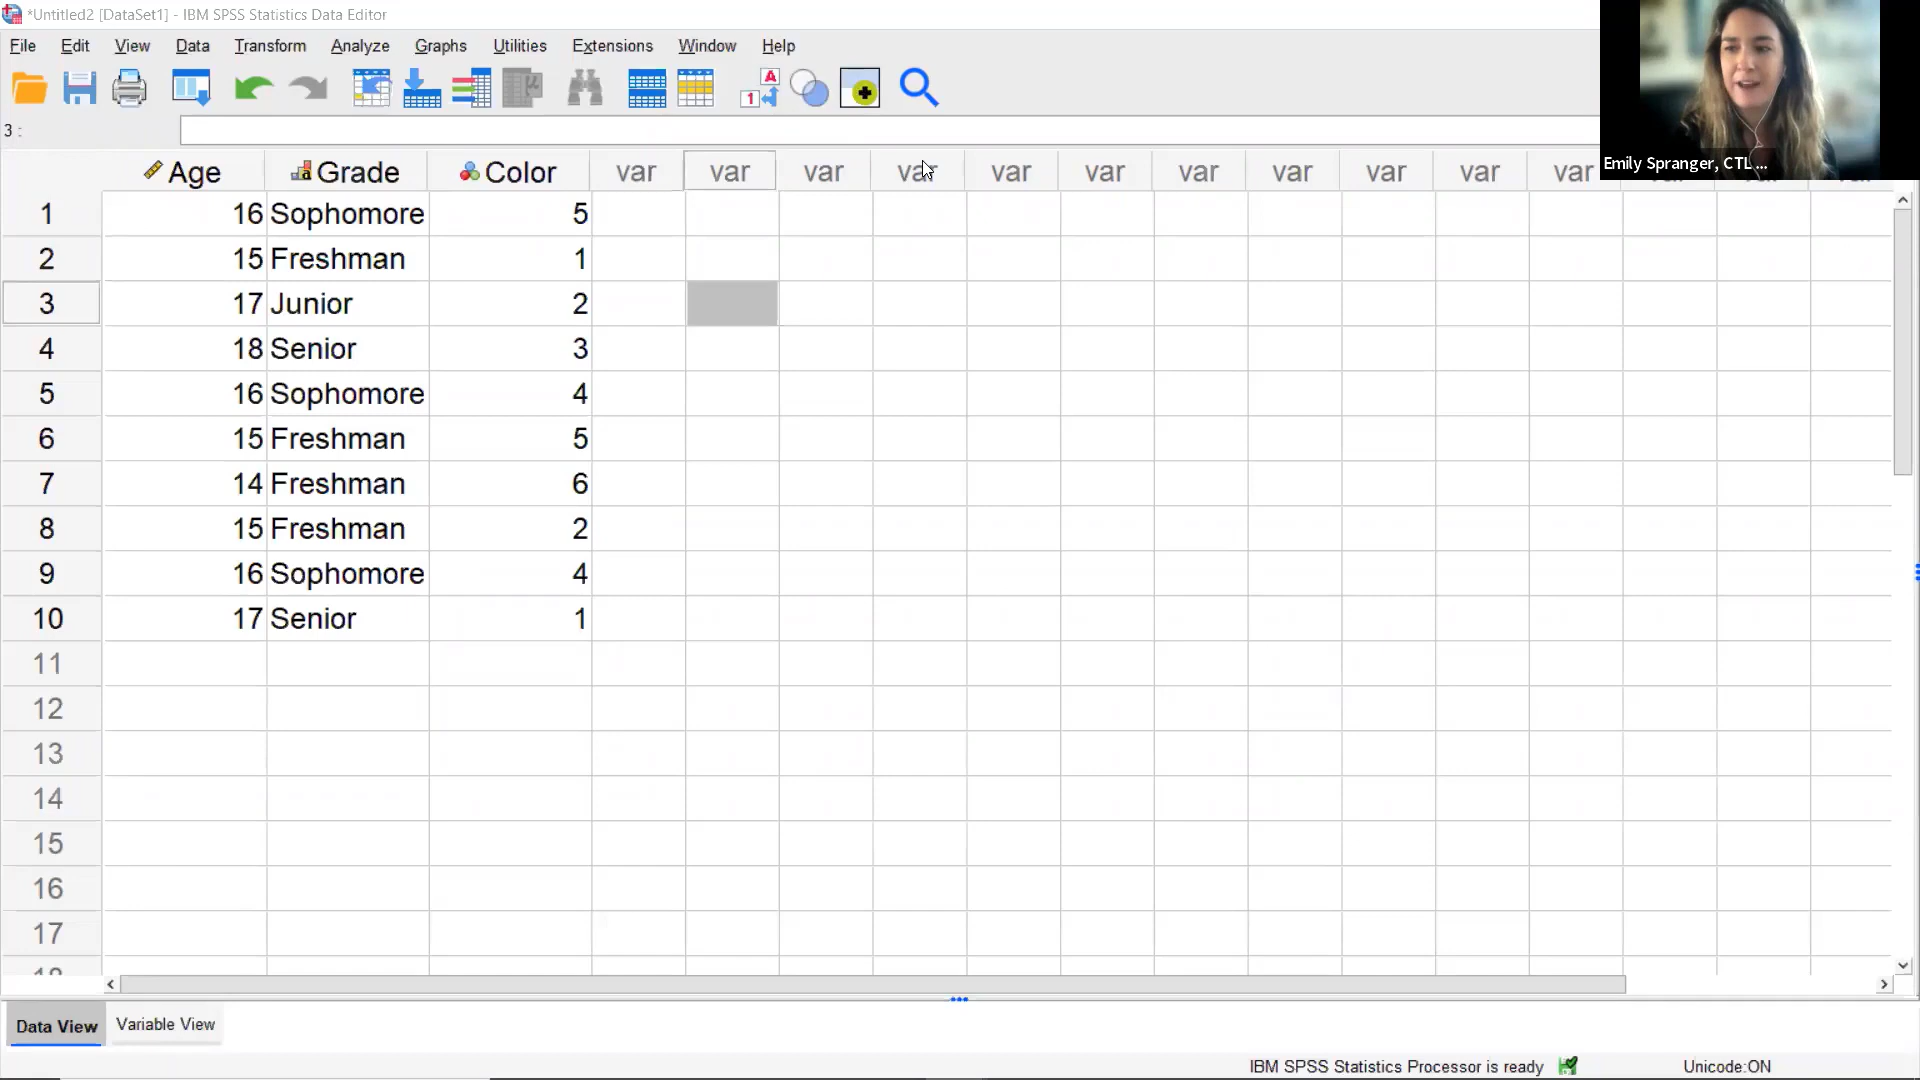 *Untitled2 [DataSet1] - IBM SPSS Statistics Data Editor
File Edit View Data Transform Analyze Graphs Utilities Extensions Window Help
A
1
3 :
Emily Spranger, CTL ...
Age Grade Color var var var var var var var var var var var
1 16 Sophomore 5
2 15 Freshman 1
3 17 Junior 2
4 18 Senior 3
5 16 Sophomore 4
6 15 Freshman 5
7 14 Freshman 6
8 15 Freshman 2
9 16 Sophomore 4
10 17 Senior 1
11
12
13
14
15
16
17
18
Data View Variable View
IBM SPSS Statistics Processor is ready Unicode:ON